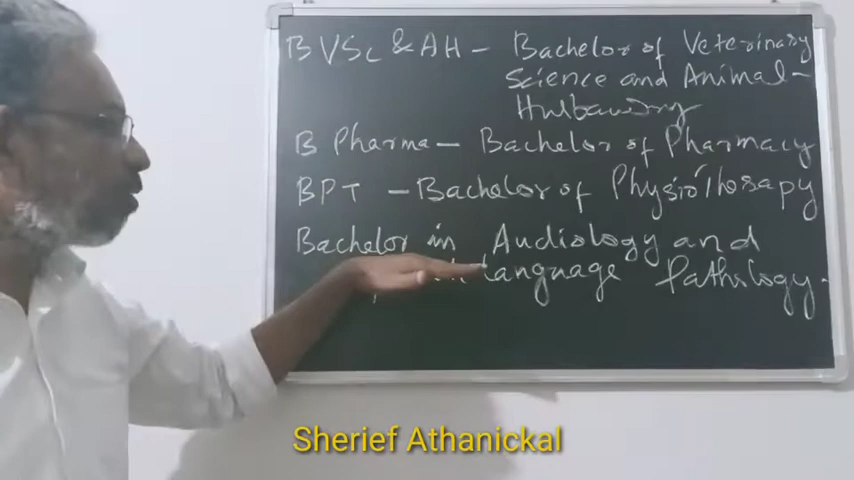 BVSc & AH - Bachelor of Veterinary
Science and Animal-
Husbandry
B Pharma - Bachelor of Pharmacy
BPT - Bachelor of PhysioTherapy
Bachelor in Audiology and
Language Pathology.
Sherief Athanickal